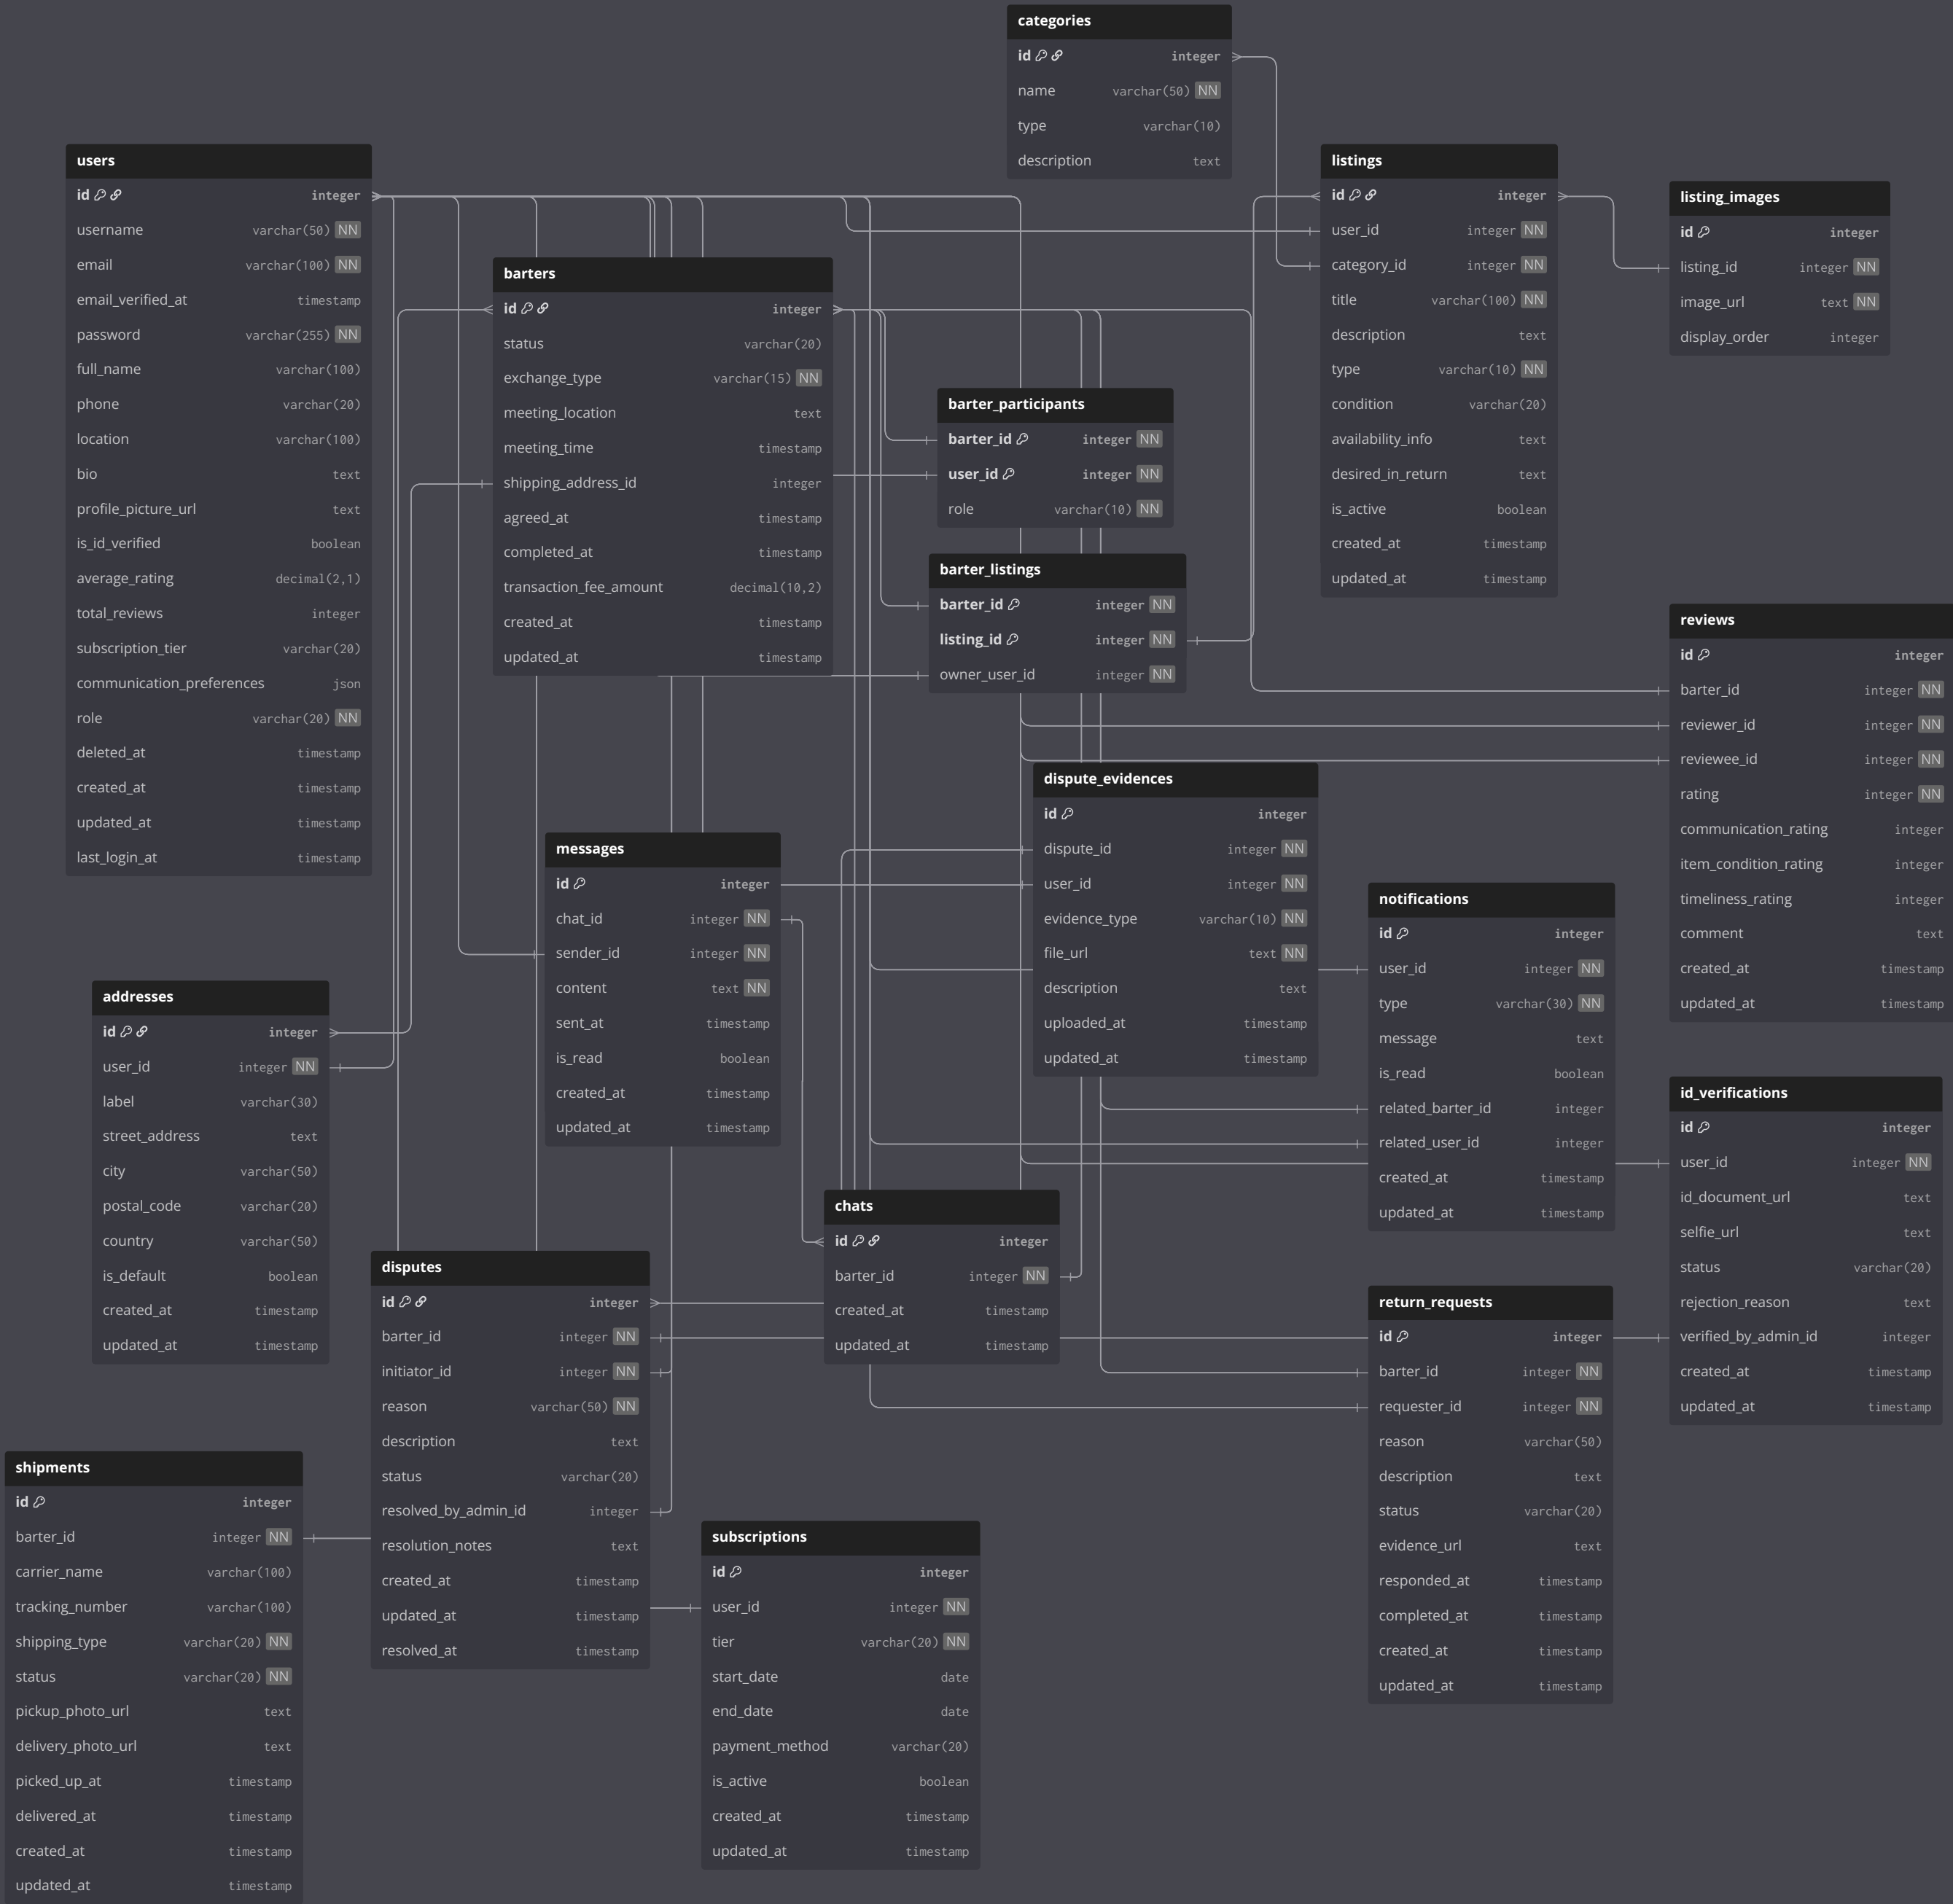 categories
id integer
name varchar(50) NN
type varchar(10)
description text
users
id integer
username varchar(50) NN
email varchar(100) NN
email_verified_at timestamp
password varchar(255) NN
full_name varchar(100)
phone varchar(20)
location varchar(100)
bio text
profile_picture_url text
is_id_verified boolean
average_rating decimal(2,1)
total_reviews integer
subscription_tier varchar(20)
communication_preferences json
role varchar(20) NN
deleted_at timestamp
created_at timestamp
updated_at timestamp
last_login_at timestamp
listings
id integer
user_id integer NN
category_id integer NN
title varchar(100) NN
description text
type varchar(10) NN
condition varchar(20)
availability_info text
desired_in_return text
is_active boolean
created_at timestamp
updated_at timestamp
listing_images
id integer
listing_id integer NN
image_url text NN
display_order integer
barters
id integer
status varchar(20)
exchange_type varchar(15) NN
meeting_location text
meeting_time timestamp
shipping_address_id integer
agreed_at timestamp
completed_at timestamp
transaction_fee_amount decimal(10,2)
created_at timestamp
updated_at timestamp
barter_participants
barter_id integer NN
user_id integer NN
role varchar(10) NN
barter_listings
barter_id integer NN
listing_id integer NN
owner_user_id integer NN
reviews
id integer
barter_id integer NN
reviewer_id integer NN
reviewee_id integer NN
rating integer NN
communication_rating integer
item_condition_rating integer
timeliness_rating integer
comment text
created_at timestamp
updated_at timestamp
dispute_evidences
id integer
dispute_id integer NN
user_id integer NN
evidence_type varchar(10) NN
file_url text NN
description text
uploaded_at timestamp
updated_at timestamp
messages
id integer
chat_id integer NN
sender_id integer NN
content text NN
sent_at timestamp
is_read boolean
created_at timestamp
updated_at timestamp
notifications
id integer
user_id integer NN
type varchar(30) NN
message text
is_read boolean
related_barter_id integer
related_user_id integer
created_at timestamp
updated_at timestamp
addresses
id integer
user_id integer NN
label varchar(30)
street_address text
city varchar(50)
postal_code varchar(20)
country varchar(50)
is_default boolean
created_at timestamp
updated_at timestamp
id_verifications
id integer
user_id integer NN
id_document_url text
selfie_url text
status varchar(20)
rejection_reason text
verified_by_admin_id integer
created_at timestamp
updated_at timestamp
chats
id integer
barter_id integer NN
created_at timestamp
updated_at timestamp
disputes
id integer
barter_id integer NN
initiator_id integer NN
reason varchar(50) NN
description text
status varchar(20)
resolved_by_admin_id integer
resolution_notes text
created_at timestamp
updated_at timestamp
resolved_at timestamp
return_requests
id integer
barter_id integer NN
requester_id integer NN
reason varchar(50)
description text
status varchar(20)
evidence_url text
responded_at timestamp
completed_at timestamp
created_at timestamp
updated_at timestamp
shipments
id integer
barter_id integer NN
carrier_name varchar(100)
tracking_number varchar(100)
shipping_type varchar(20) NN
status varchar(20) NN
pickup_photo_url text
delivery_photo_url text
picked_up_at timestamp
delivered_at timestamp
created_at timestamp
updated_at timestamp
subscriptions
id integer
user_id integer NN
tier varchar(20) NN
start_date date
end_date date
payment_method varchar(20)
is_active boolean
created_at timestamp
updated_at timestamp